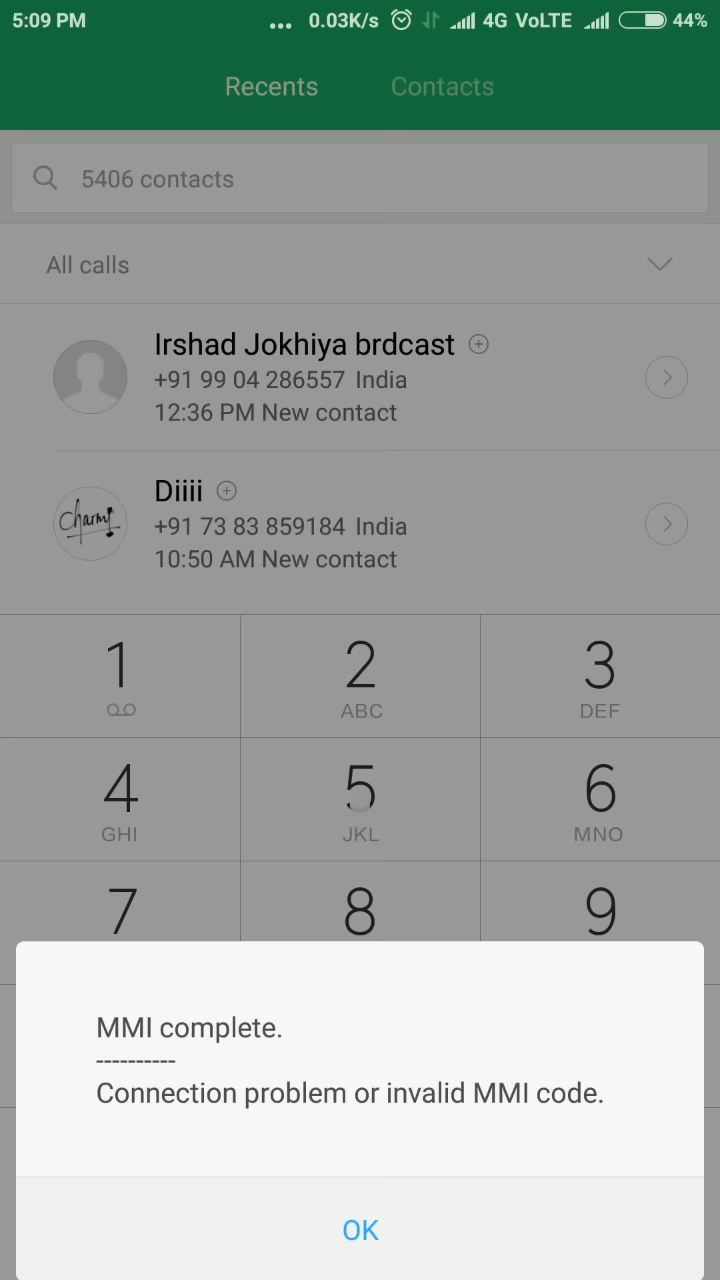 5:09 PM ... 0.03K/s 4G VoLTE 44%
Recents Contacts
5406 contacts
All calls
Irshad Jokhiya brdcast
+91 99 04 286557 India
12:36 PM New contact
Charmi
Diiii
+91 73 83 859184 India
10:50 AM New contact
1 2 3
ABC DEF
4 5 6
GHI JKL MNO
7 8 9
MMI complete.
----------
Connection problem or invalid MMI code.
OK